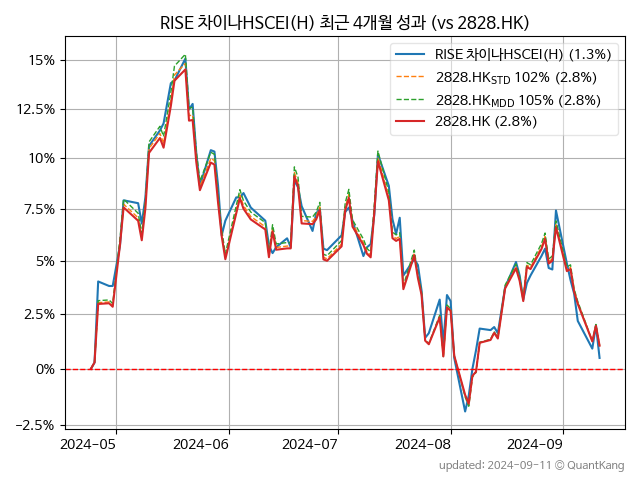 RISE 차이나HSCEI(H) 최근 4개월 성과 (vs 2828.HK)
RISE 차이나HSCEI(H) (1.3%)
2828.HKSTD 102% (2.8%)
2828.HKMDD 105% (2.8%)
2828.HK (2.8%)
15%
12.5%
10%
7.5%
5%
2.5%
0%
−2.5%
2024−05
2024−06
2024−07
2024−08
2024−09
updated: 2024-09-11 © QuantKang